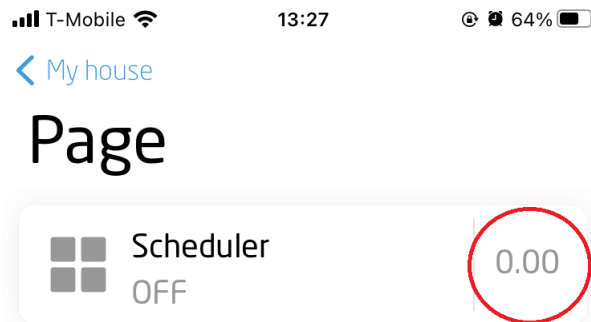 T-Mobile 13:27 64%
My house
Page
Scheduler
OFF
0.00